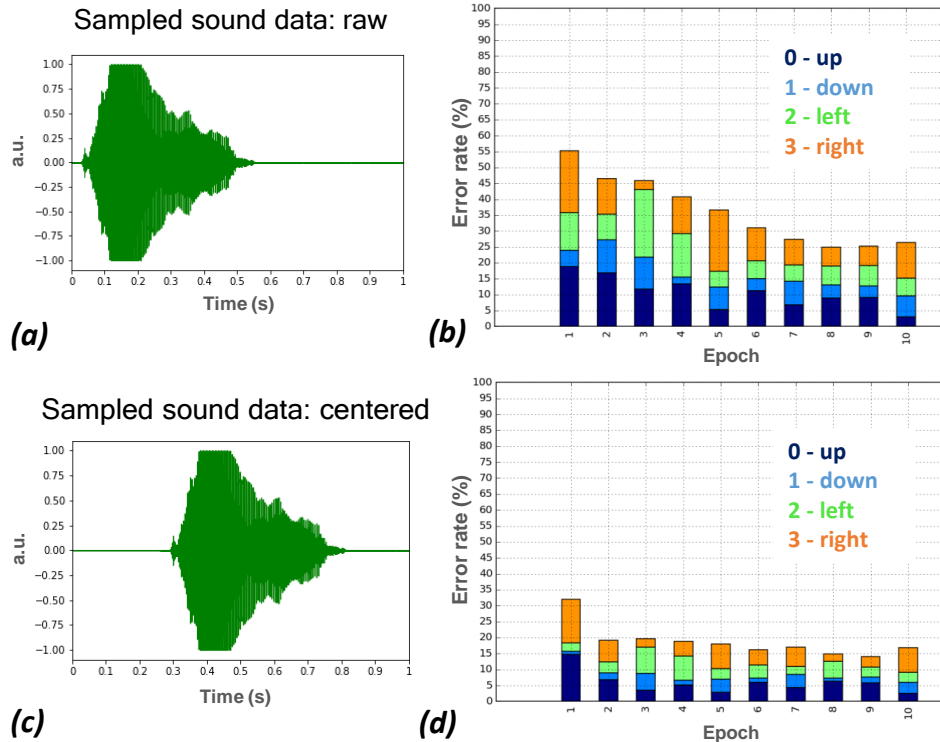 Sampled sound data: raw
1.00
0.75
0.50
0.25
0.00
−0.25
−0.50
−0.75
−1.00
a.u.
0 0.1 0.2 0.3 0.4 0.5 0.6 0.7 0.8 0.9 1
Time (s)
(a)
100
95
90
85
80
75
70
65
60
55
50
45
40
35
30
25
20
15
10
5
0
Error rate (%)
0 - up
1 - down
2 - left
3 - right
1 2 3 4 5 6 7 8 9 10
Epoch
(b)
Sampled sound data: centered
1.00
0.75
0.50
0.25
0.00
−0.25
−0.50
−0.75
−1.00
a.u.
0 0.1 0.2 0.3 0.4 0.5 0.6 0.7 0.8 0.9 1
Time (s)
(c)
100
95
90
85
80
75
70
65
60
55
50
45
40
35
30
25
20
15
10
5
0
Error rate (%)
0 - up
1 - down
2 - left
3 - right
1 2 3 4 5 6 7 8 9 10
Epoch
(d)